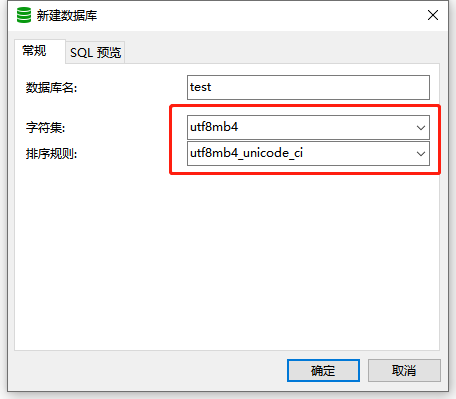 新建数据库
常规 SQL 预览
数据库名: test
字符集: utf8mb4
排序规则: utf8mb4_unicode_ci
确定 取消